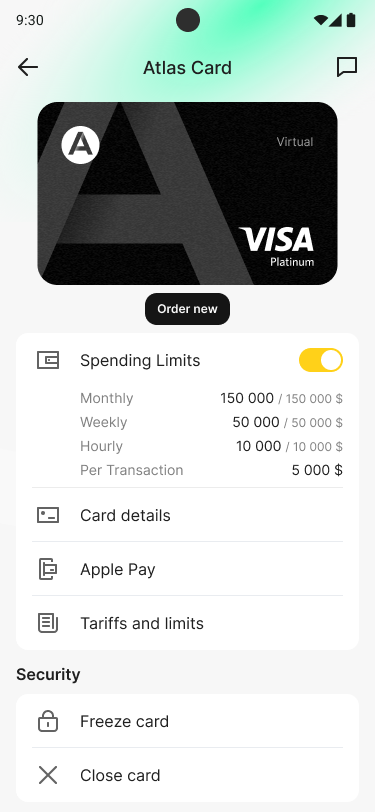 9:30
Atlas Card
A
Virtual
VISA
Platinum
Order new
Spending Limits
Monthly 150 000 / 150 000 $
Weekly 50 000 / 50 000 $
Hourly 10 000 / 10 000 $
Per Transaction 5 000 $
Card details
Apple Pay
Tariffs and limits
Security
Freeze card
Close card